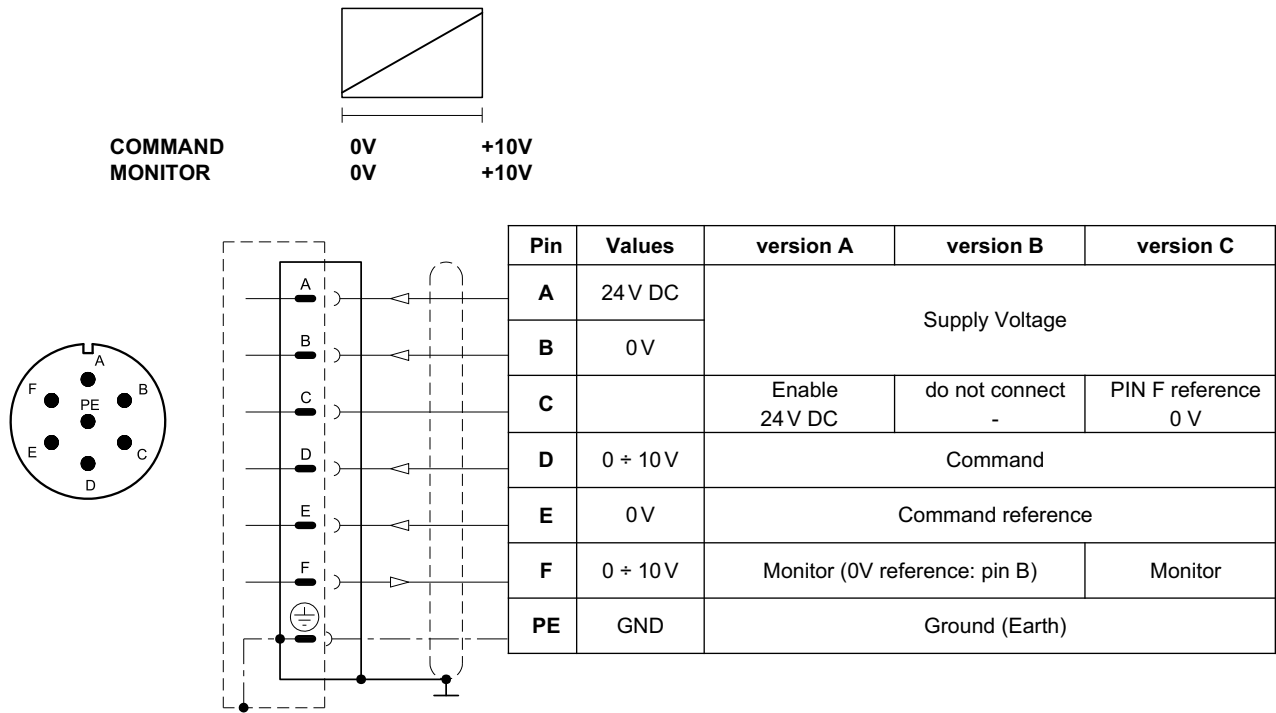 COMMAND 0V +10V
MONITOR 0V +10V
Pin Values version A version B version C
A 24 V DC Supply Voltage
B 0 V
C Enable 24 V DC do not connect - PIN F reference 0 V
D 0 ÷ 10 V Command
E 0 V Command reference
F 0 ÷ 10 V Monitor (0V reference: pin B) Monitor
PE GND Ground (Earth)
A
B
C
D
E
F
A
F
B
PE
E
C
D